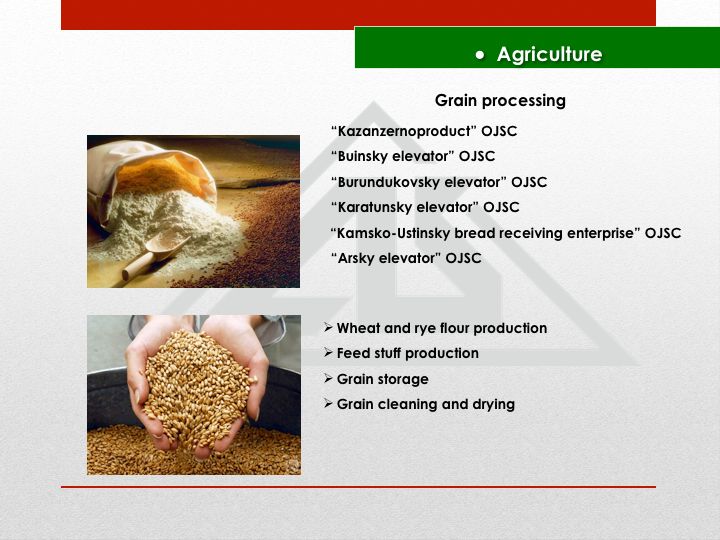 • Agriculture
Grain processing
“Kazanzernoproduct” OJSC
“Buinsky elevator” OJSC
“Burundukovsky elevator” OJSC
“Karatunsky elevator” OJSC
“Kamsko-Ustinsky bread receiving enterprise” OJSC
“Arsky elevator” OJSC
➢ Wheat and rye flour production
➢ Feed stuff production
➢ Grain storage
➢ Grain cleaning and drying